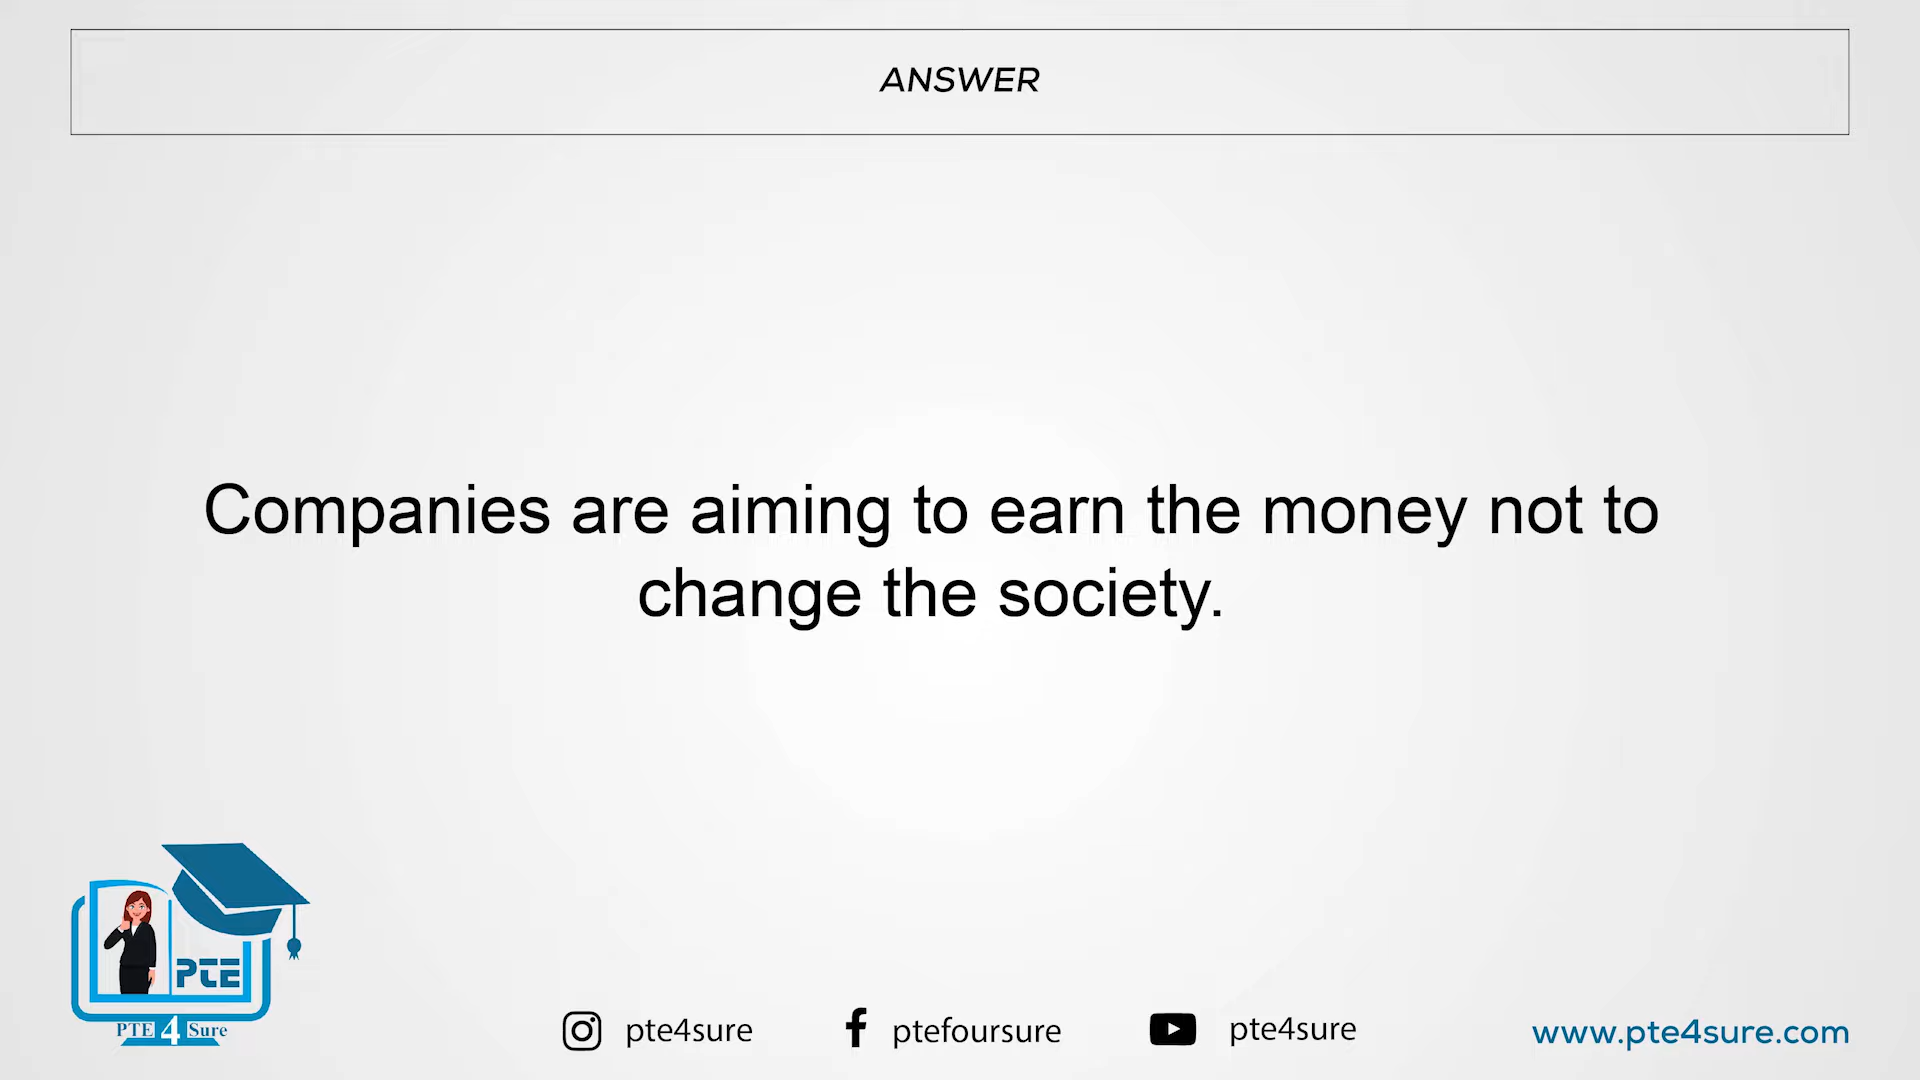 ANSWER
Companies are aiming to earn the money not to
change the society.
PTE
PTE 4 Sure
pte4sure
ptefoursure
pte4sure
www.pte4sure.com